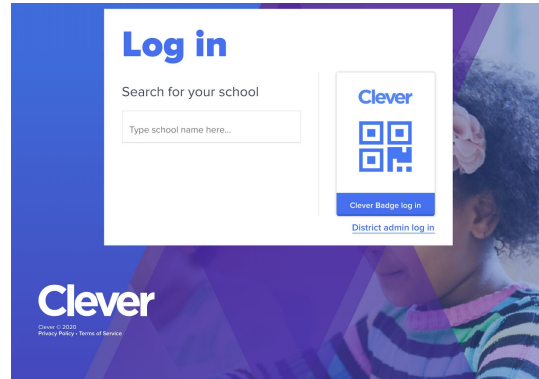 Log in
Search for your school
Type school name here...
Clever
Clever Badge log in
District admin log in
Clever
Clever © 2020
Privacy Policy • Terms of Service